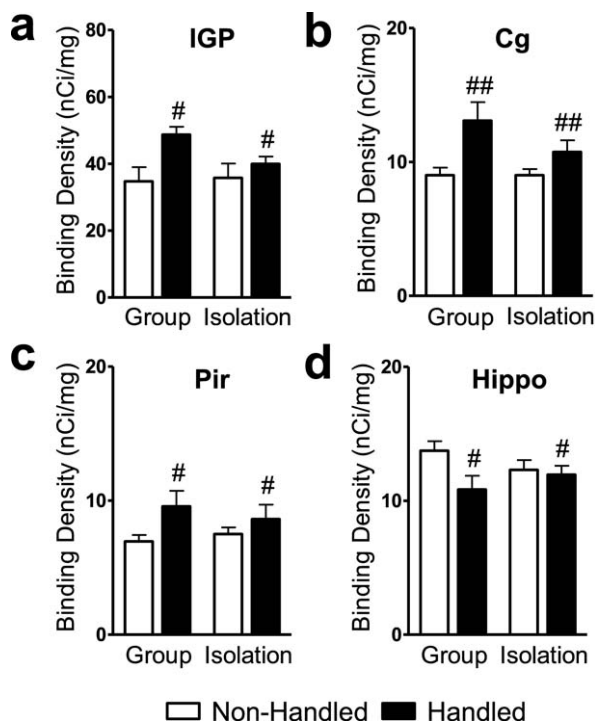 a
IGP
Binding Density (nCi/mg)
80
60
40
20
0
#
#
Group Isolation
b
Cg
Binding Density (nCi/mg)
20
10
0
##
##
Group Isolation
c
Pir
Binding Density (nCi/mg)
20
10
0
#
#
Group Isolation
d
Hippo
Binding Density (nCi/mg)
20
10
0
#
#
Group Isolation
Non-Handled Handled